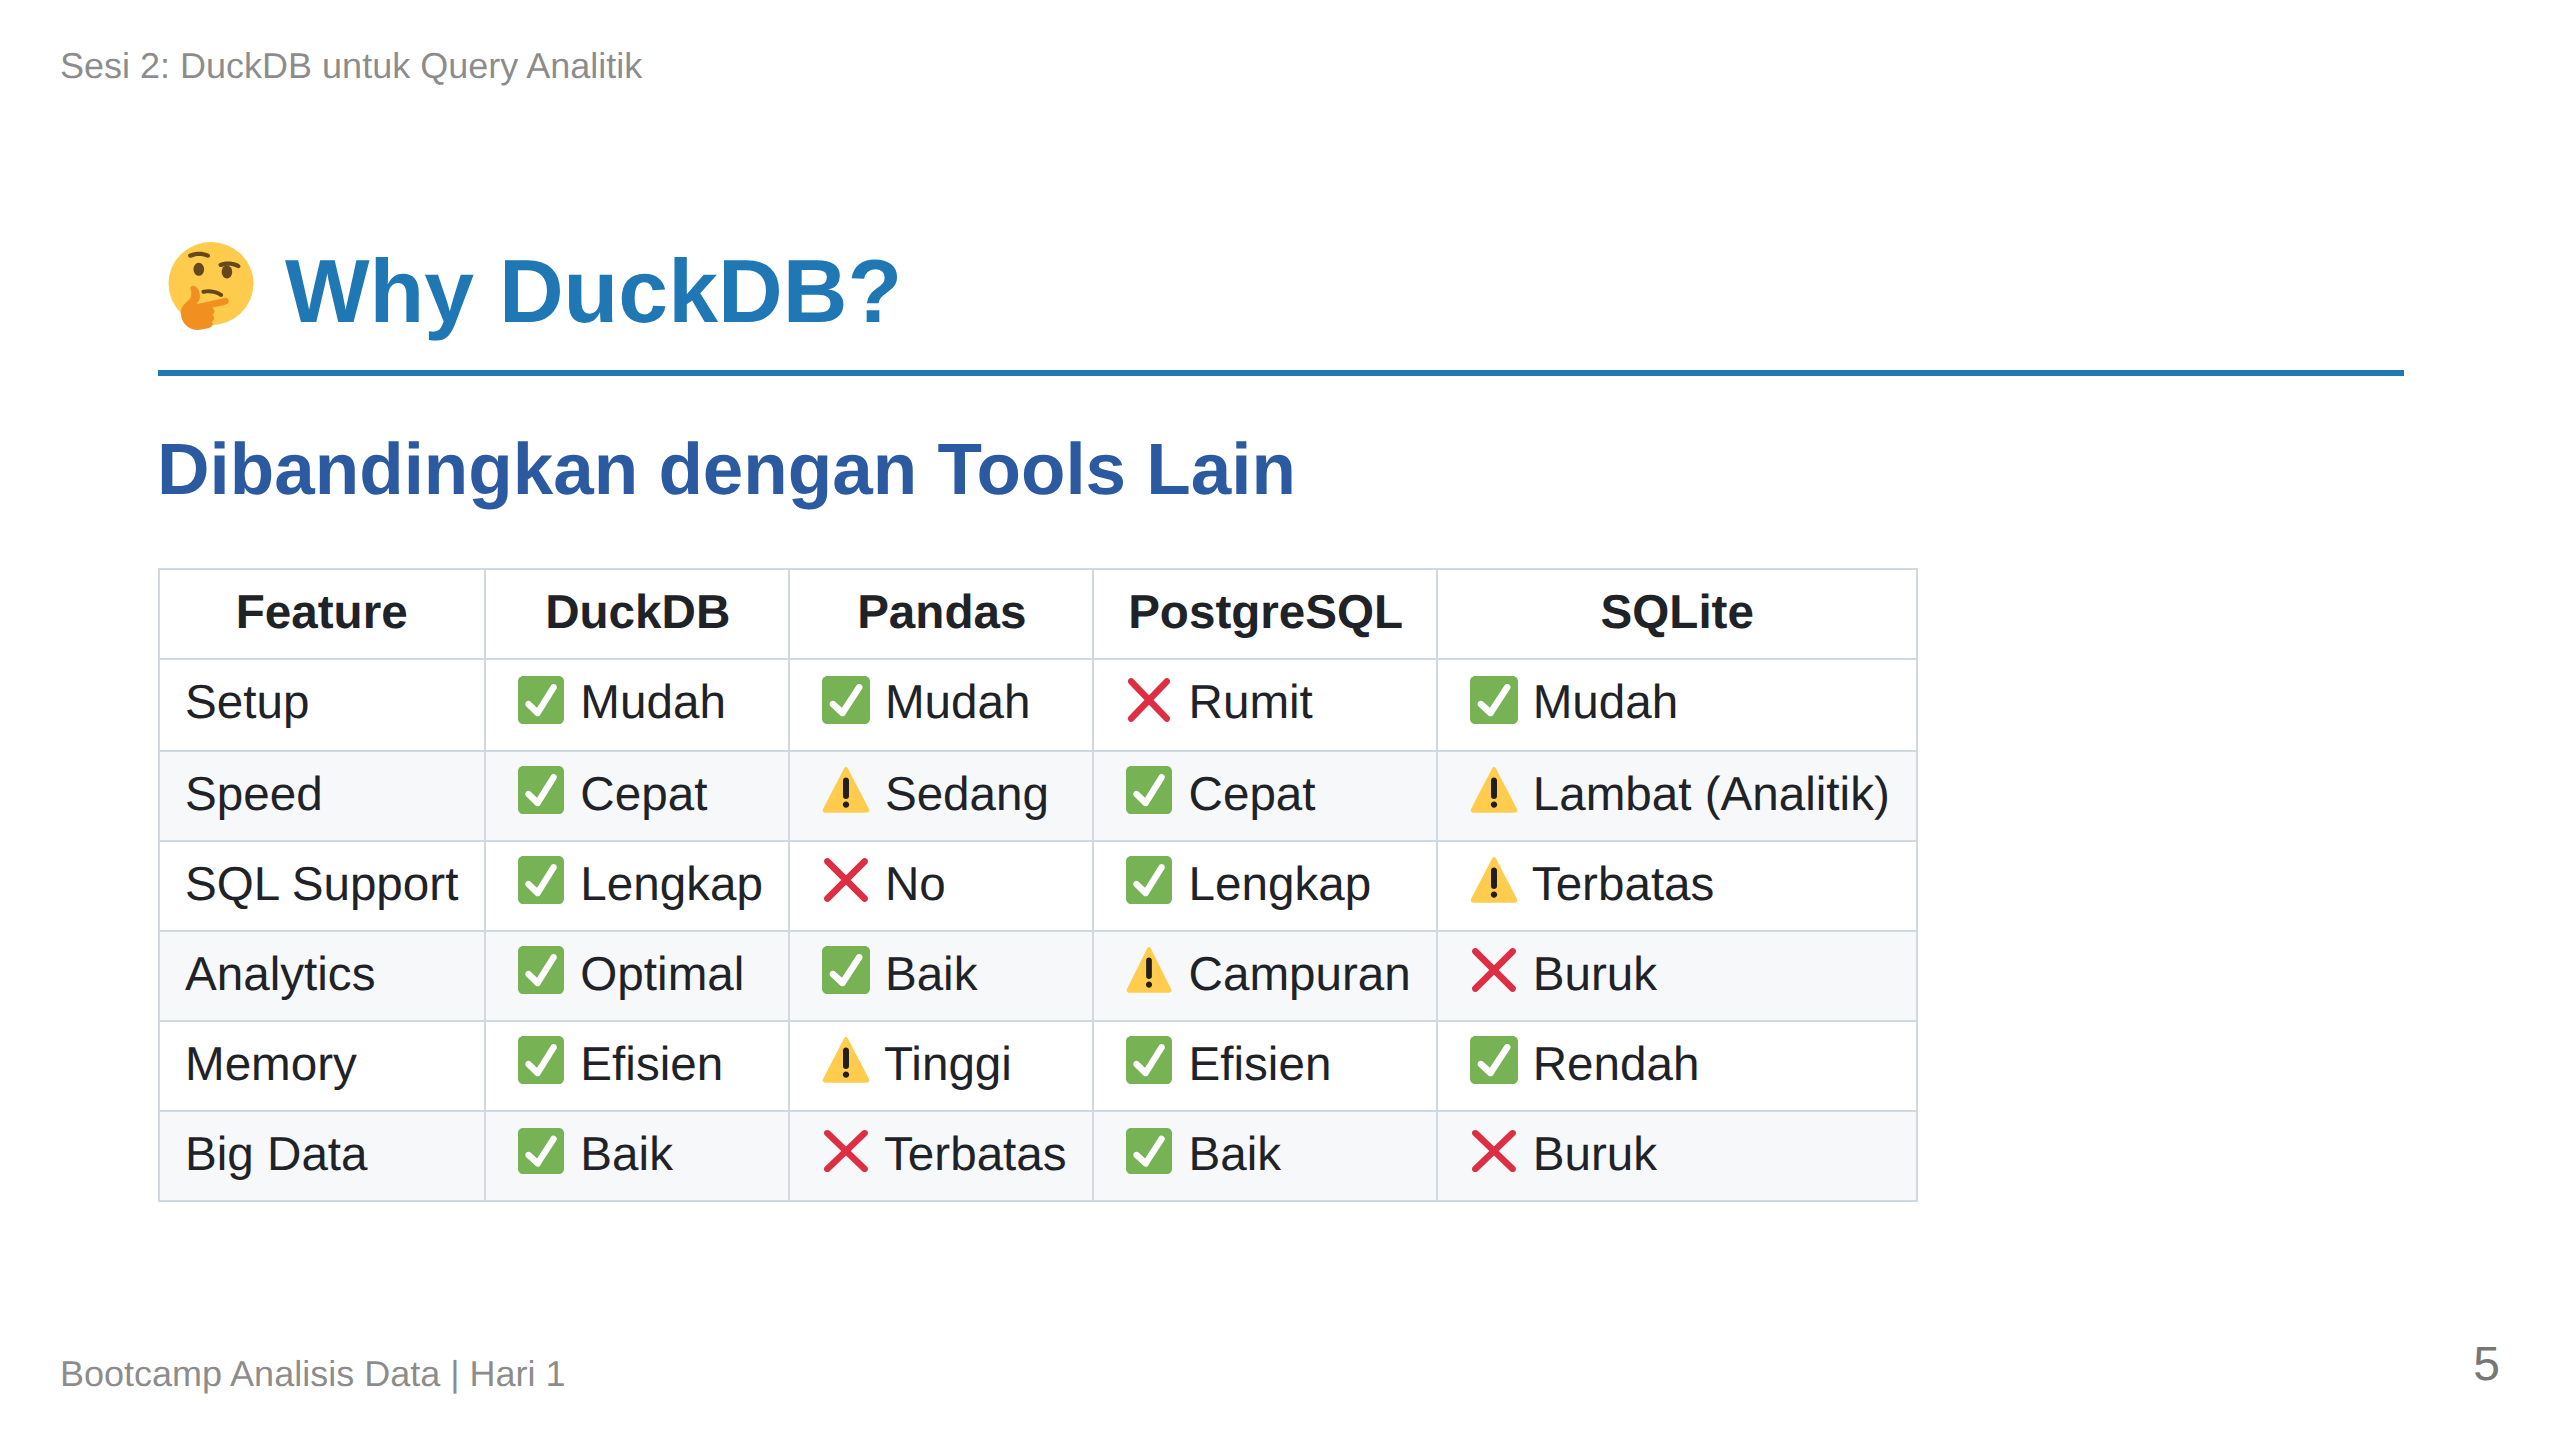 Sesi 2: DuckDB untuk Query Analitik
🤔 Why DuckDB?
Dibandingkan dengan Tools Lain
Feature DuckDB Pandas PostgreSQL SQLite
Setup ✅ Mudah ✅ Mudah ❌ Rumit ✅ Mudah
Speed ✅ Cepat ⚠️ Sedang ✅ Cepat ⚠️ Lambat (Analitik)
SQL Support ✅ Lengkap ❌ No ✅ Lengkap ⚠️ Terbatas
Analytics ✅ Optimal ✅ Baik ⚠️ Campuran ❌ Buruk
Memory ✅ Efisien ⚠️ Tinggi ✅ Efisien ✅ Rendah
Big Data ✅ Baik ❌ Terbatas ✅ Baik ❌ Buruk
Bootcamp Analisis Data | Hari 1
5